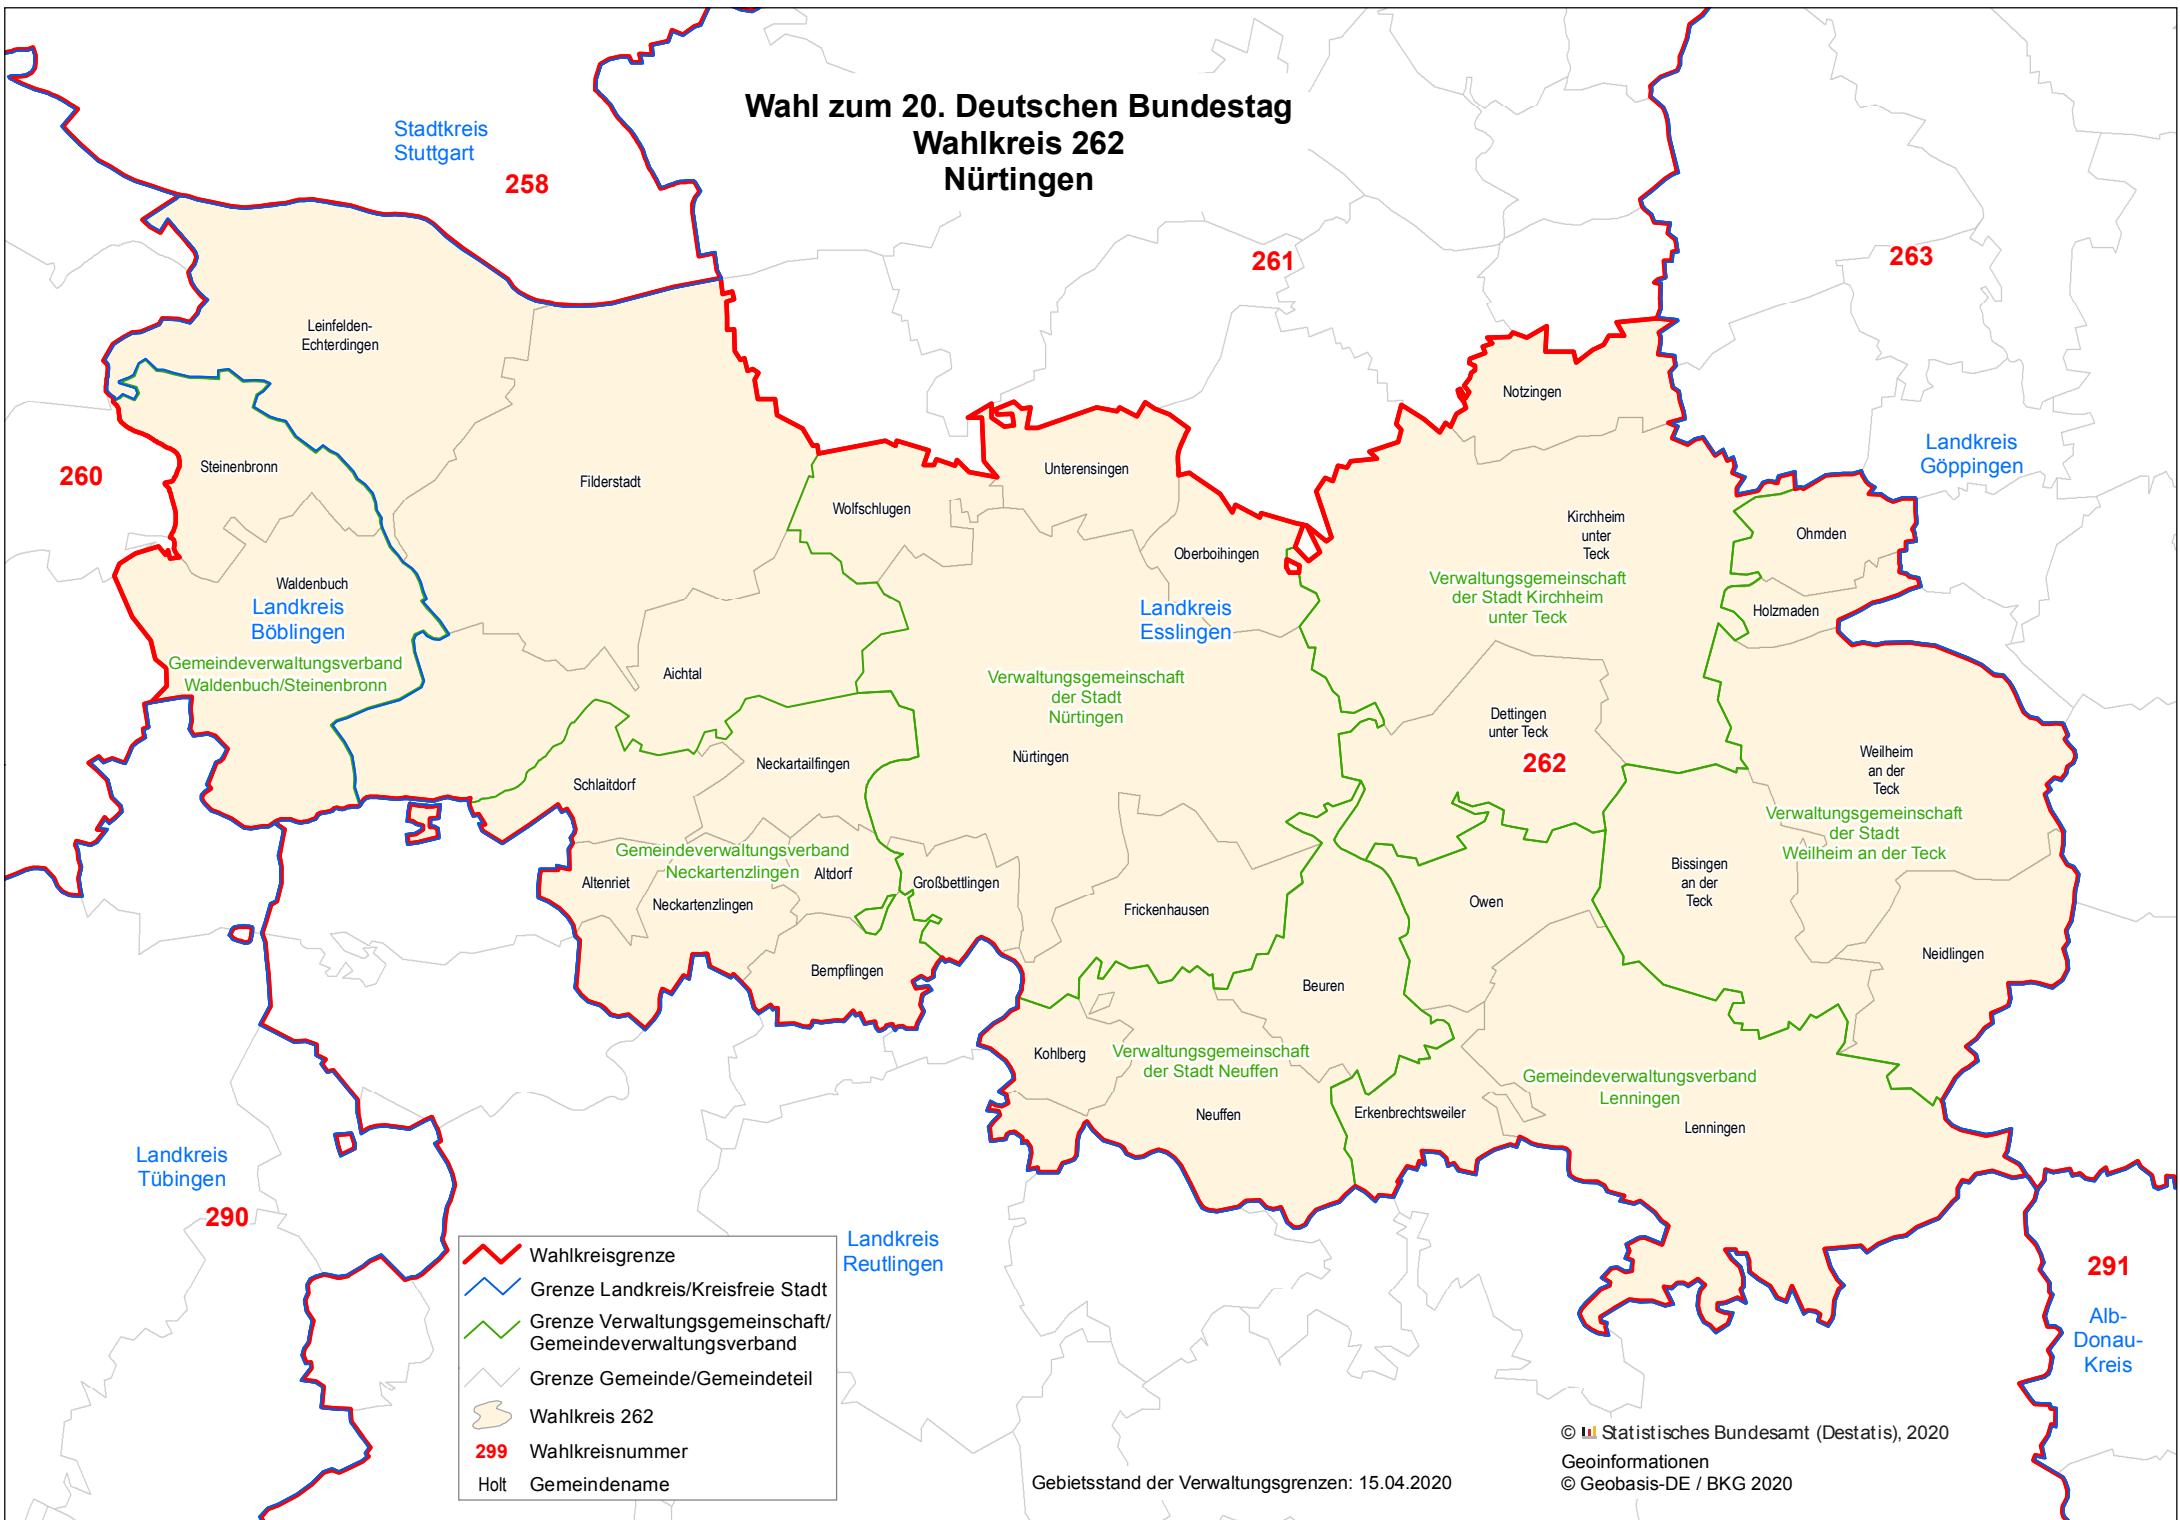 Wahl zum 20. Deutschen Bundestag
Wahlkreis 262
Nürtingen
Stadtkreis
Stuttgart
258
261
263
260
Landkreis
Göppingen
Leinfelden-
Echterdingen
Steinenbronn
Filderstadt
Wolfschlugen
Unterensingen
Oberboihingen
Notzingen
Kirchheim
unter
Teck
Verwaltungsgemeinschaft
der Stadt Kirchheim
unter Teck
Ohmden
Holzmaden
Waldenbuch
Landkreis
Böblingen
Gemeindeverwaltungsverband
Waldenbuch/Steinenbronn
Landkreis
Esslingen
Aichtal
Verwaltungsgemeinschaft
der Stadt
Nürtingen
Nürtingen
Dettingen
unter Teck
262
Weilheim
an der
Teck
Verwaltungsgemeinschaft
der Stadt
Weilheim an der Teck
Schlaitdorf
Neckartailfingen
Gemeindeverwaltungsverband
Neckartenzlingen
Altdorf
Altenriet
Neckartenzlingen
Großbettlingen
Frickenhausen
Owen
Bissingen
an der
Teck
Neidlingen
Bempflingen
Beuren
Kohlberg
Verwaltungsgemeinschaft
der Stadt Neuffen
Neuffen
Erkenbrechtsweiler
Gemeindeverwaltungsverband
Lenningen
Lenningen
Landkreis
Tübingen
290
Landkreis
Reutlingen
291
Alb-
Donau-
Kreis
Wahlkreisgrenze
Grenze Landkreis/Kreisfreie Stadt
Grenze Verwaltungsgemeinschaft/
Gemeindeverwaltungsverband
Grenze Gemeinde/Gemeindeteil
Wahlkreis 262
299 Wahlkreisnummer
Holt Gemeindename
Gebietsstand der Verwaltungsgrenzen: 15.04.2020
© Statistisches Bundesamt (Destatis), 2020
Geoinformationen
© Geobasis-DE / BKG 2020